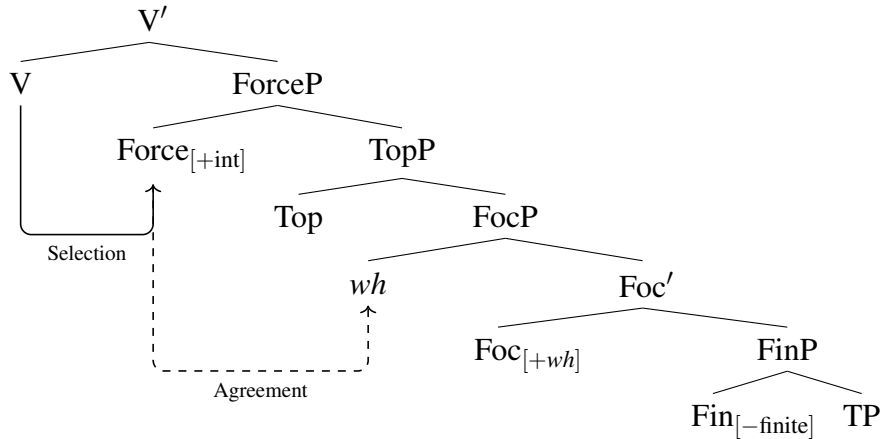 V′
V ForceP
Force[+int] TopP
Top FocP
Selection
wh Foc′
Foc[+wh] FinP
Agreement
Fin[−finite] TP